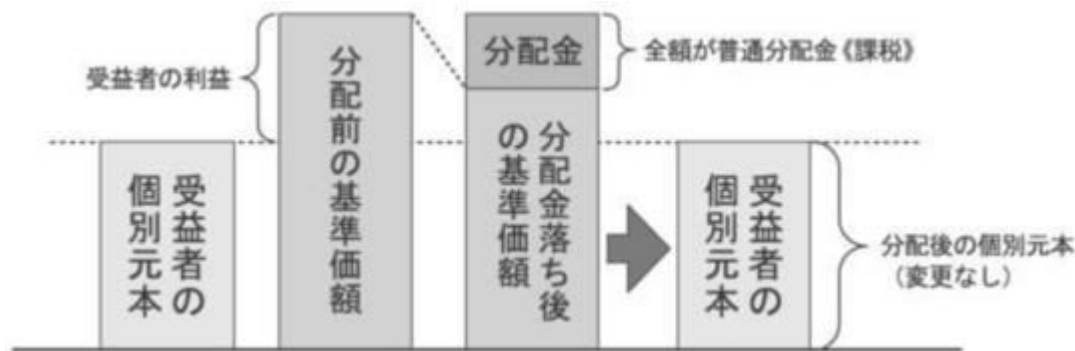 受益者の利益
受益者の
個別元本
分配前の基準価額
分配金
全額が普通分配金《課税》
分配金落ち後
の基準価額
受益者の
個別元本
分配後の個別元本
(変更なし)